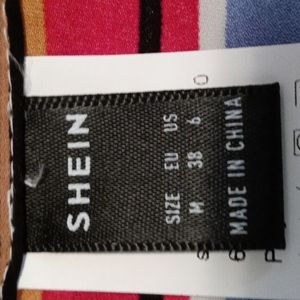 SHEIN
SIZE EU US
M 38 6
MADE IN CHINA